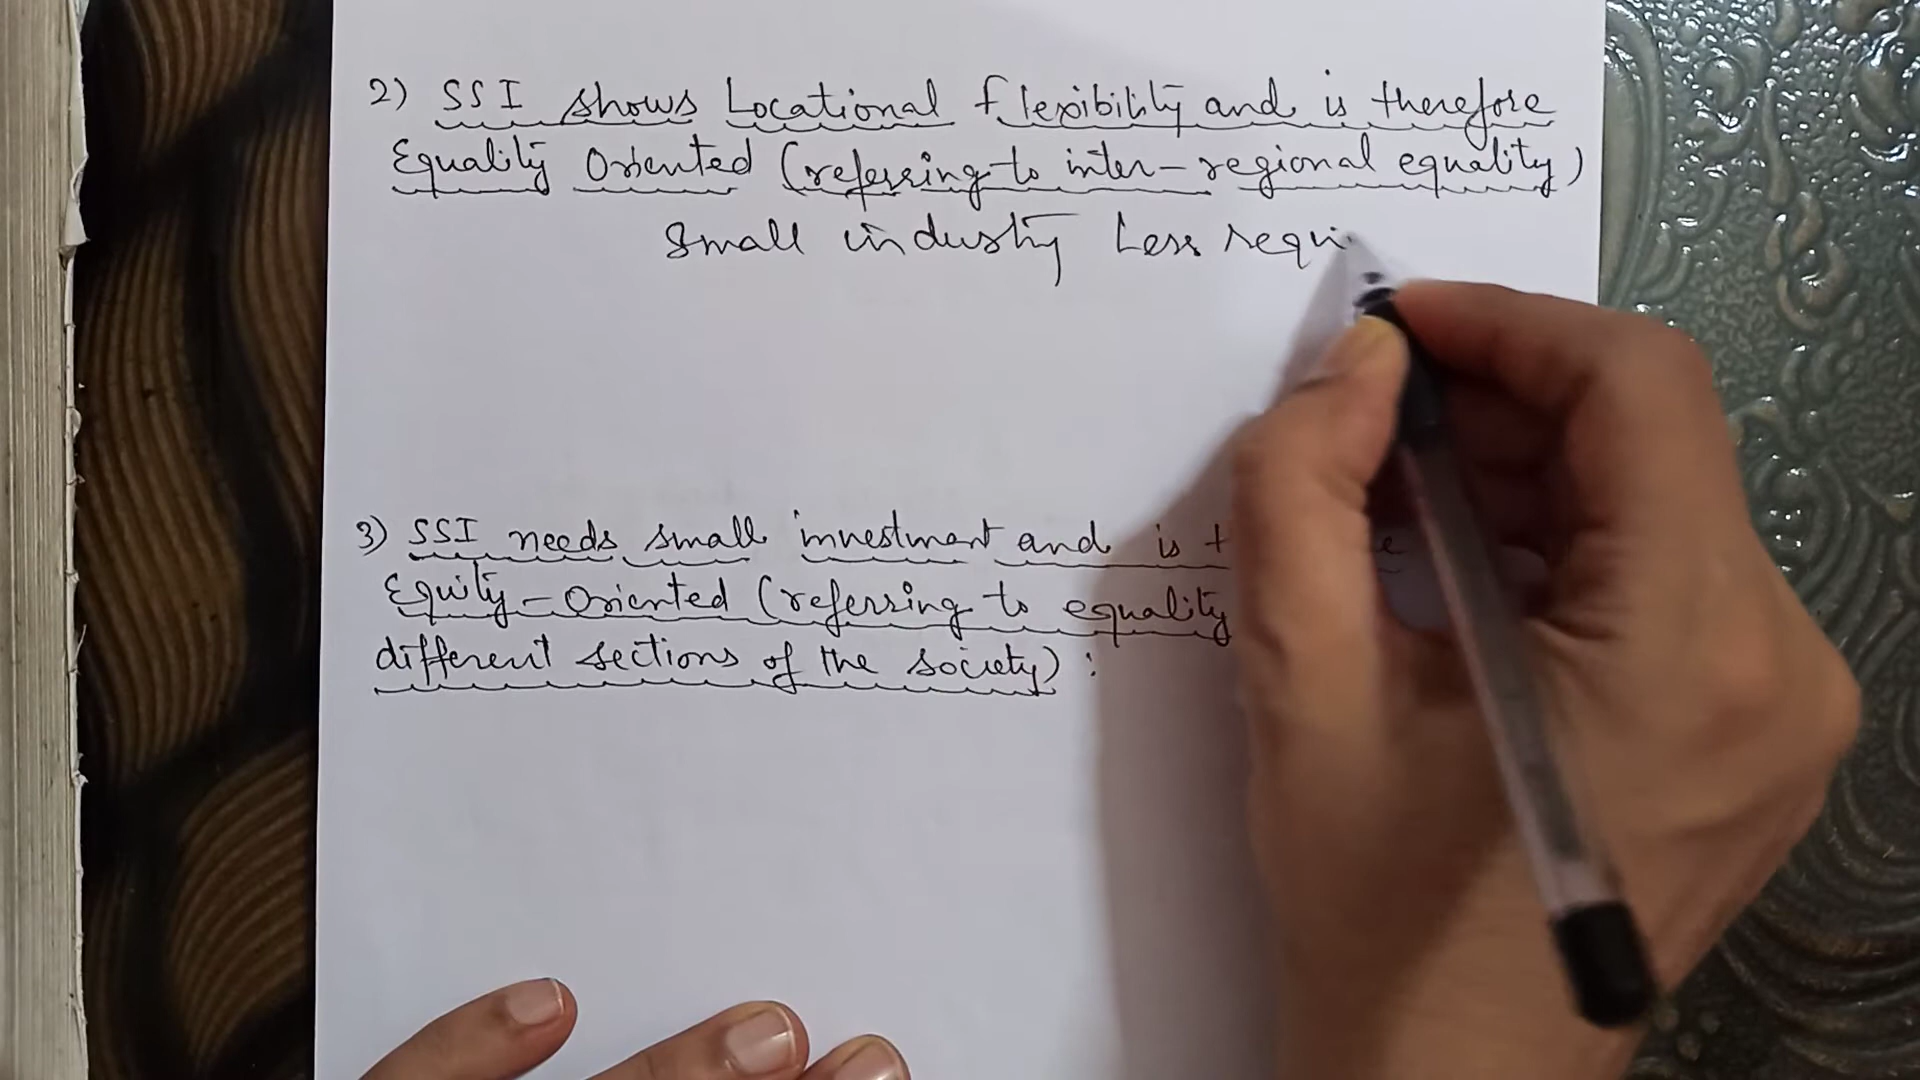 2) SSI shows Locational flexibility and is therefore
Equality Oriented (referring to inter-regional equality)
Small industry Less requi
3) SSI needs small investment and is
Equity-Oriented (referring to equality
different sections of the society) :